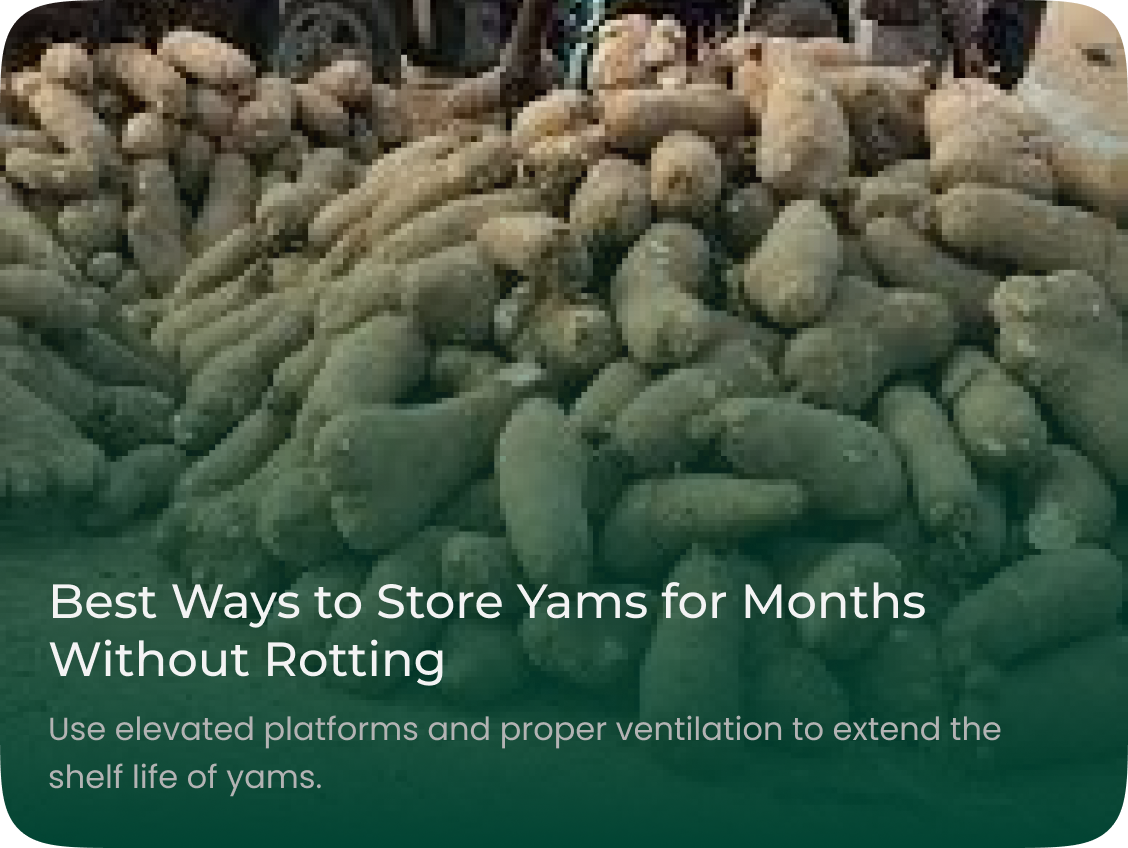 Best Ways to Store Yams for Months
Without Rotting
Use elevated platforms and proper ventilation to extend the
shelf life of yams.